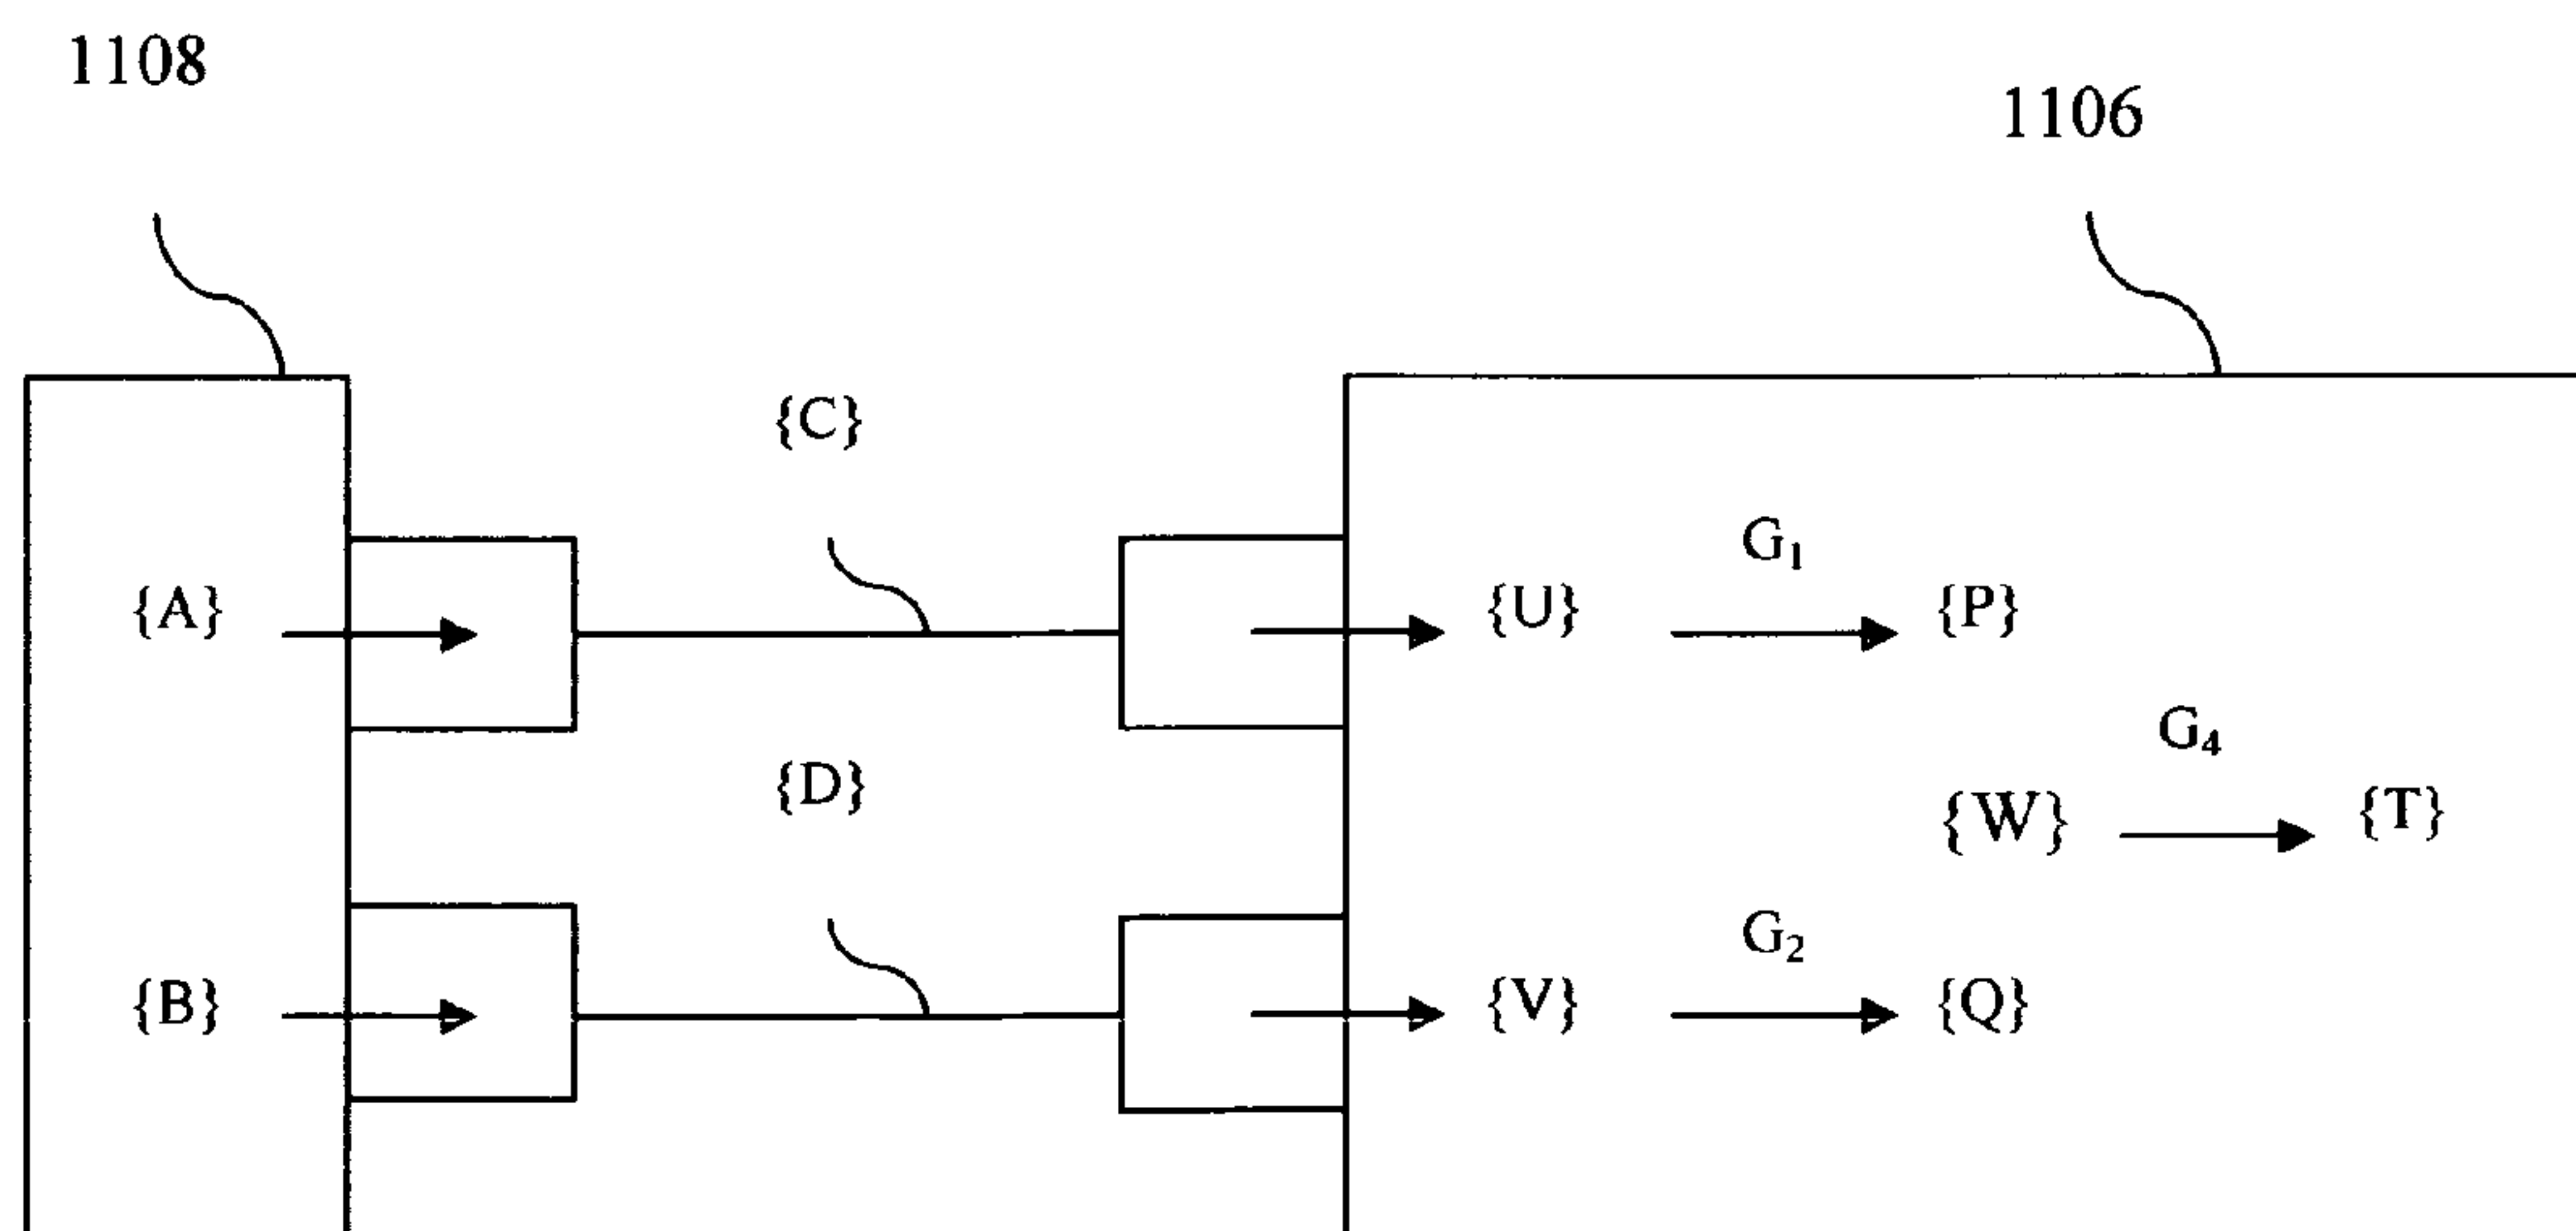 1108
1106
{C}
G₁
{A}
{U}
{P}
G₄
{D}
{W}
{T}
G₂
{B}
{V}
{Q}